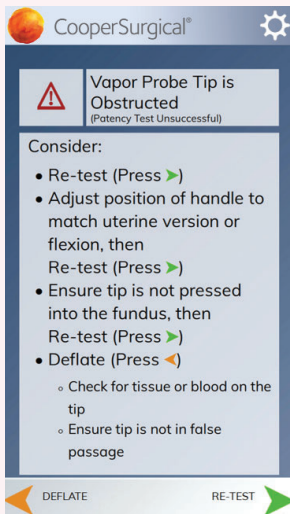 CooperSurgical®
Vapor Probe Tip is
Obstructed
(Patency Test Unsuccessful)
Consider:
• Re-test (Press ➤)
• Adjust position of handle to
match uterine version or
flexion, then
Re-test (Press ➤)
• Ensure tip is not pressed
into the fundus, then
Re-test (Press ➤)
• Deflate (Press ⮜)
◦ Check for tissue or blood on the
tip
◦ Ensure tip is not in false
passage
DEFLATE
RE-TEST